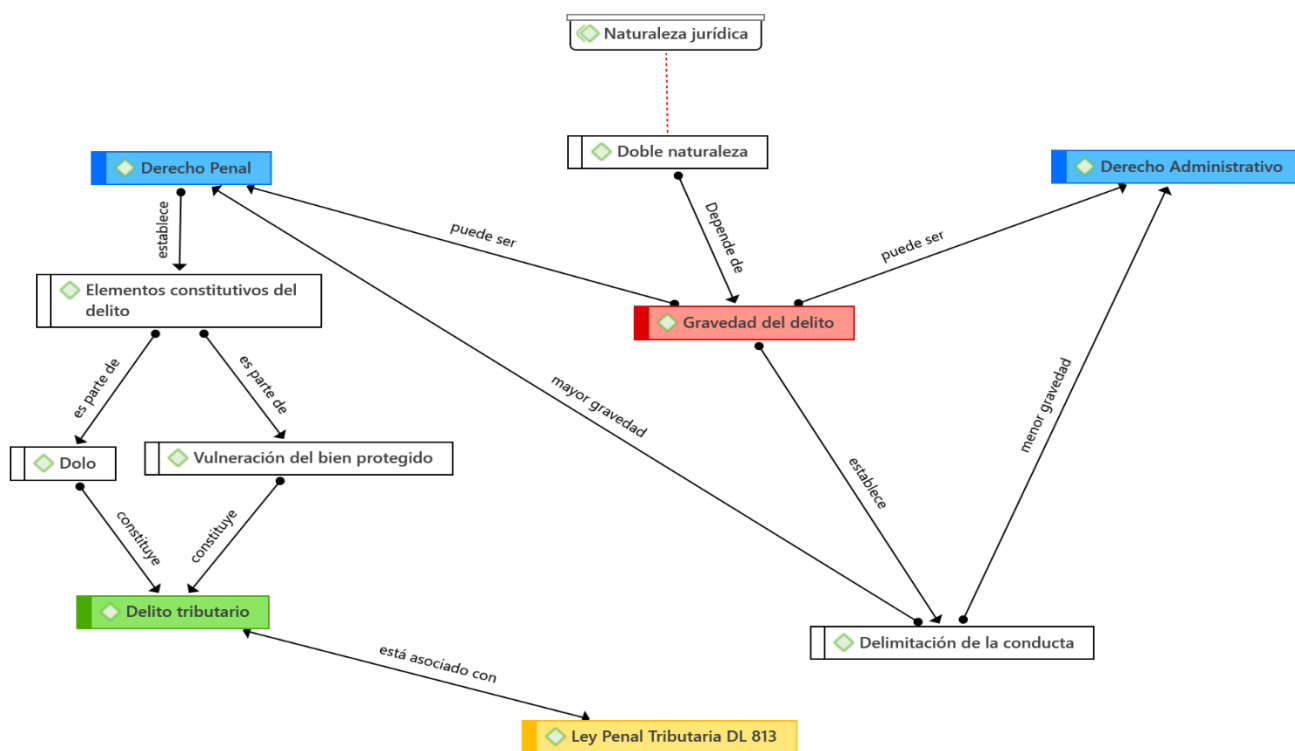 Naturaleza jurídica
Doble naturaleza
Derecho Penal
Derecho Administrativo
establece
puede ser
Depende de
puede ser
Elementos constitutivos del
delito
Gravedad del delito
es parte de
es parte de
mayor gravedad
menor gravedad
Dolo
Vulneración del bien protegido
establece
constituye
constituye
Delito tributario
Delimitación de la conducta
está asociado con
Ley Penal Tributaria DL 813